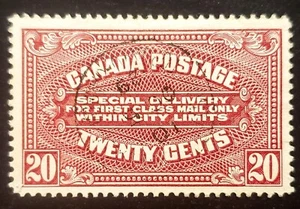 CANADA POSTAGE
SPECIAL DELIVERY
FOR FIRST CLASS MAIL ONLY
WITHIN CITY LIMITS
TWENTY CENTS
20 20